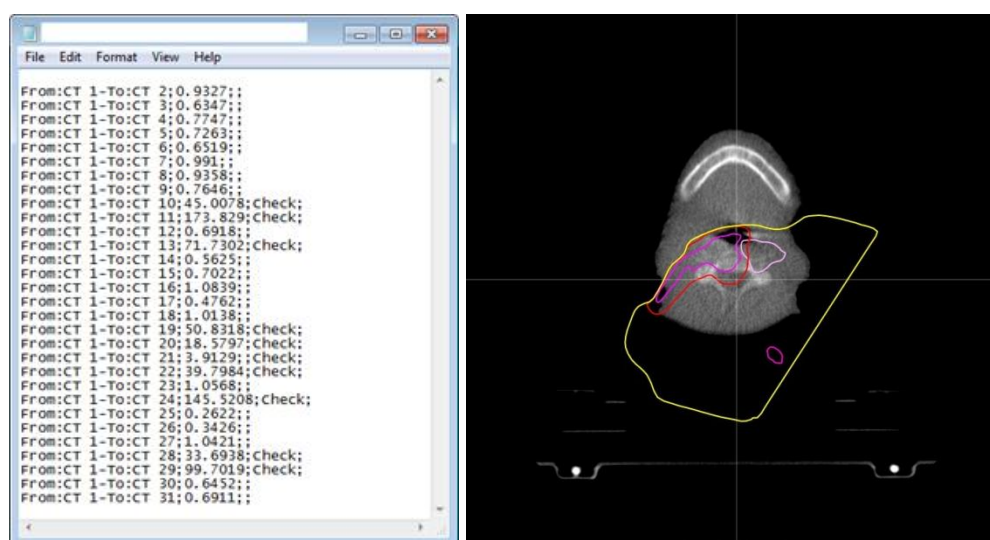 File Edit Format View Help
From:CT 1-To:CT 2;0.9327;;
From:CT 1-To:CT 3;0.6347;;
From:CT 1-To:CT 4;0.7747;;
From:CT 1-To:CT 5;0.7263;;
From:CT 1-To:CT 6;0.6519;;
From:CT 1-To:CT 7;0.991;;
From:CT 1-To:CT 8;0.9358;;
From:CT 1-To:CT 9;0.7646;;
From:CT 1-To:CT 10;45.0078;Check;
From:CT 1-To:CT 11;173.829;Check;
From:CT 1-To:CT 12;0.6918;;
From:CT 1-To:CT 13;71.7302;Check;
From:CT 1-To:CT 14;0.5625;;
From:CT 1-To:CT 15;0.7022;;
From:CT 1-To:CT 16;1.0839;;
From:CT 1-To:CT 17;0.4762;;
From:CT 1-To:CT 18;1.0138;;
From:CT 1-To:CT 19;50.8318;Check;
From:CT 1-To:CT 20;18.5797;Check;
From:CT 1-To:CT 21;3.9129;;Check;
From:CT 1-To:CT 22;39.7984;Check;
From:CT 1-To:CT 23;1.0568;;
From:CT 1-To:CT 24;145.5208;Check;
From:CT 1-To:CT 25;0.2622;;
From:CT 1-To:CT 26;0.3426;;
From:CT 1-To:CT 27;1.0421;;
From:CT 1-To:CT 28;33.6938;Check;
From:CT 1-To:CT 29;99.7019;Check;
From:CT 1-To:CT 30;0.6452;;
From:CT 1-To:CT 31;0.6911;;